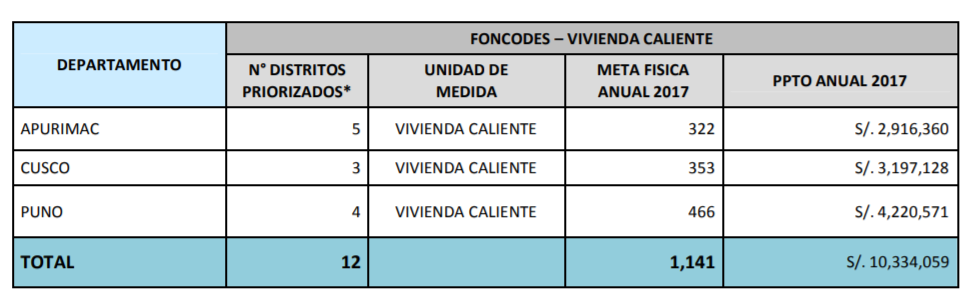 FONCODES – VIVIENDA CALIENTE
DEPARTAMENTO
N° DISTRITOS PRIORIZADOS*
UNIDAD DE MEDIDA
META FISICA ANUAL 2017
PPTO ANUAL 2017
APURIMAC 5 VIVIENDA CALIENTE 322 S/. 2,916,360
CUSCO 3 VIVIENDA CALIENTE 353 S/. 3,197,128
PUNO 4 VIVIENDA CALIENTE 466 S/. 4,220,571
TOTAL 12 1,141 S/. 10,334,059